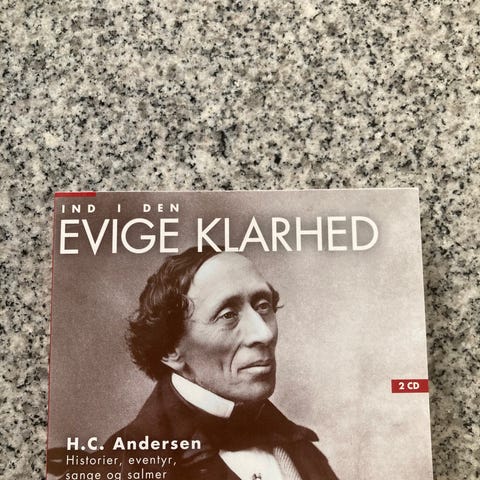 IND I DEN
EVIGE KLARHED
2 CD
H.C. Andersen
Historier, eventyr,
sange og salmer